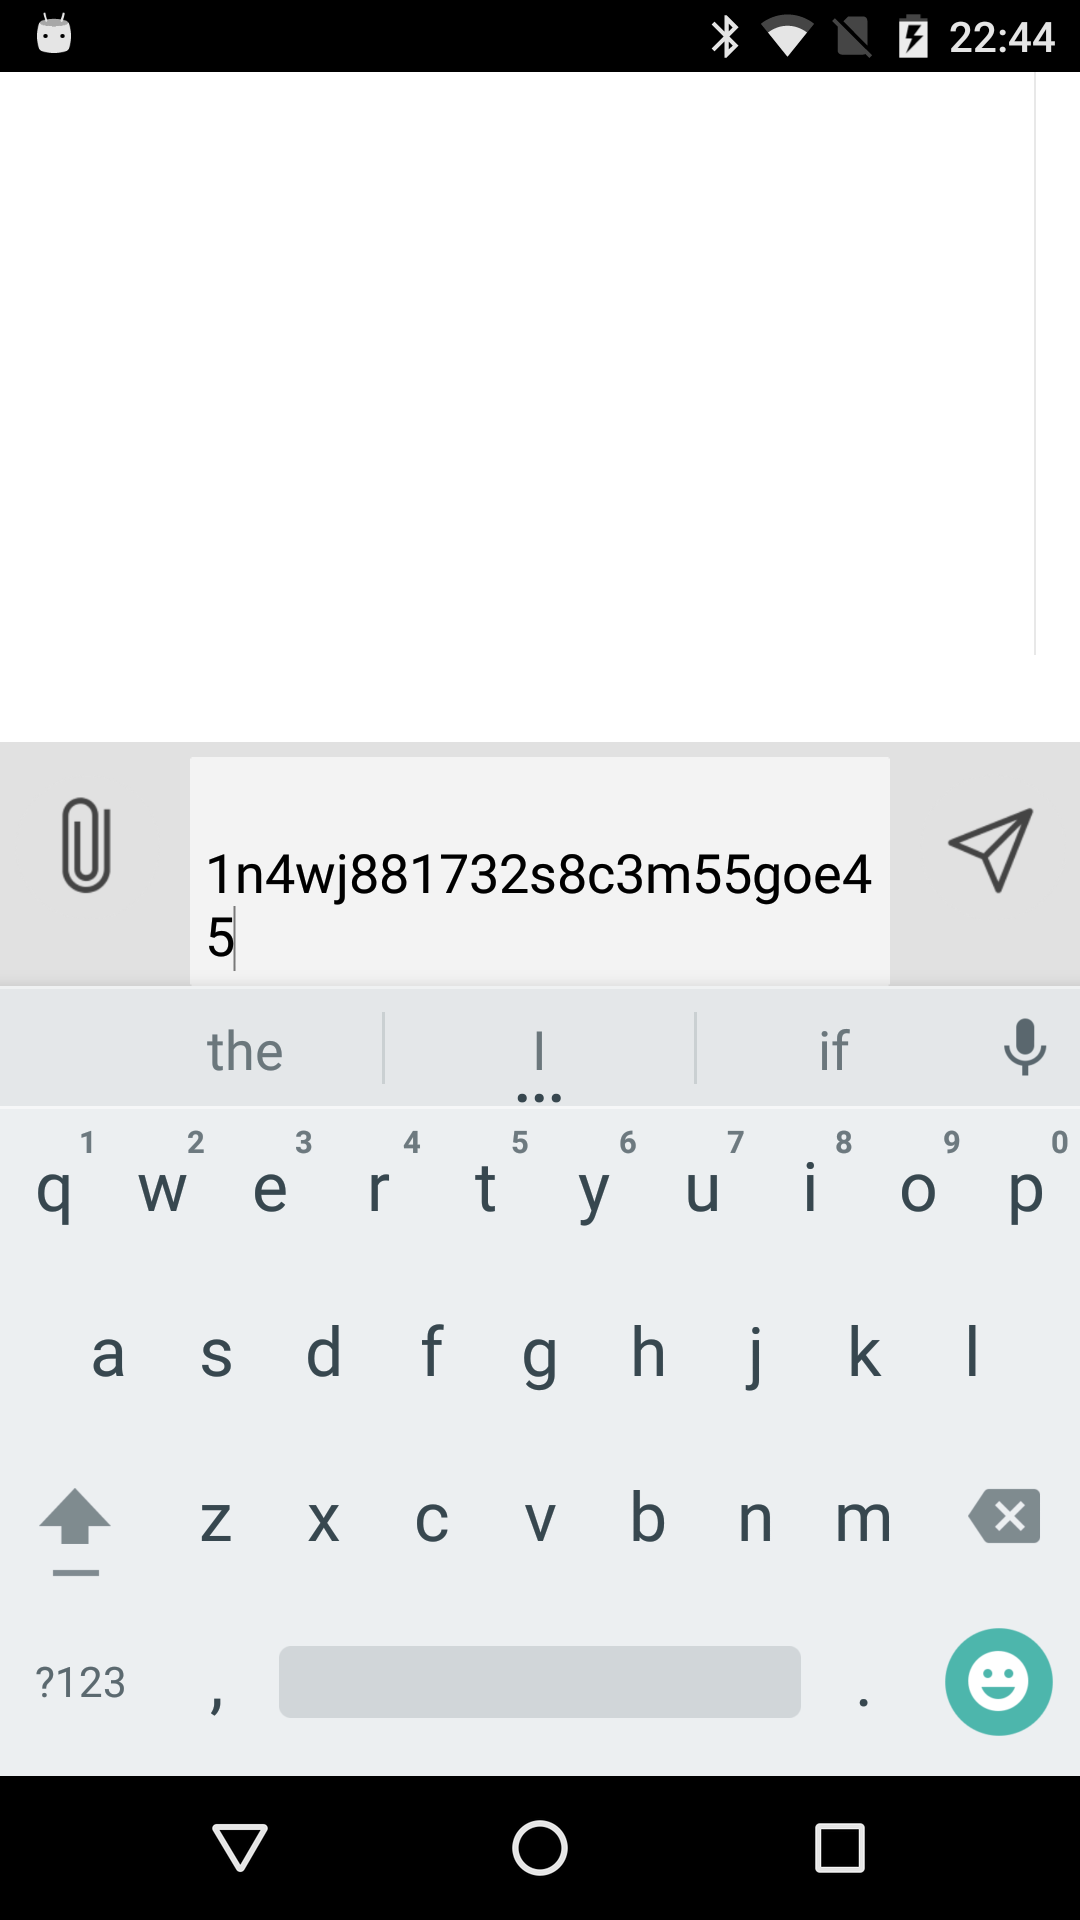 22:44
1n4wj881732s8c3m55goe4
5
the I if
1 2 3 4 5 6 7 8 9 0
q w e r t y u i o p
a s d f g h j k l
z x c v b n m
?123 , .